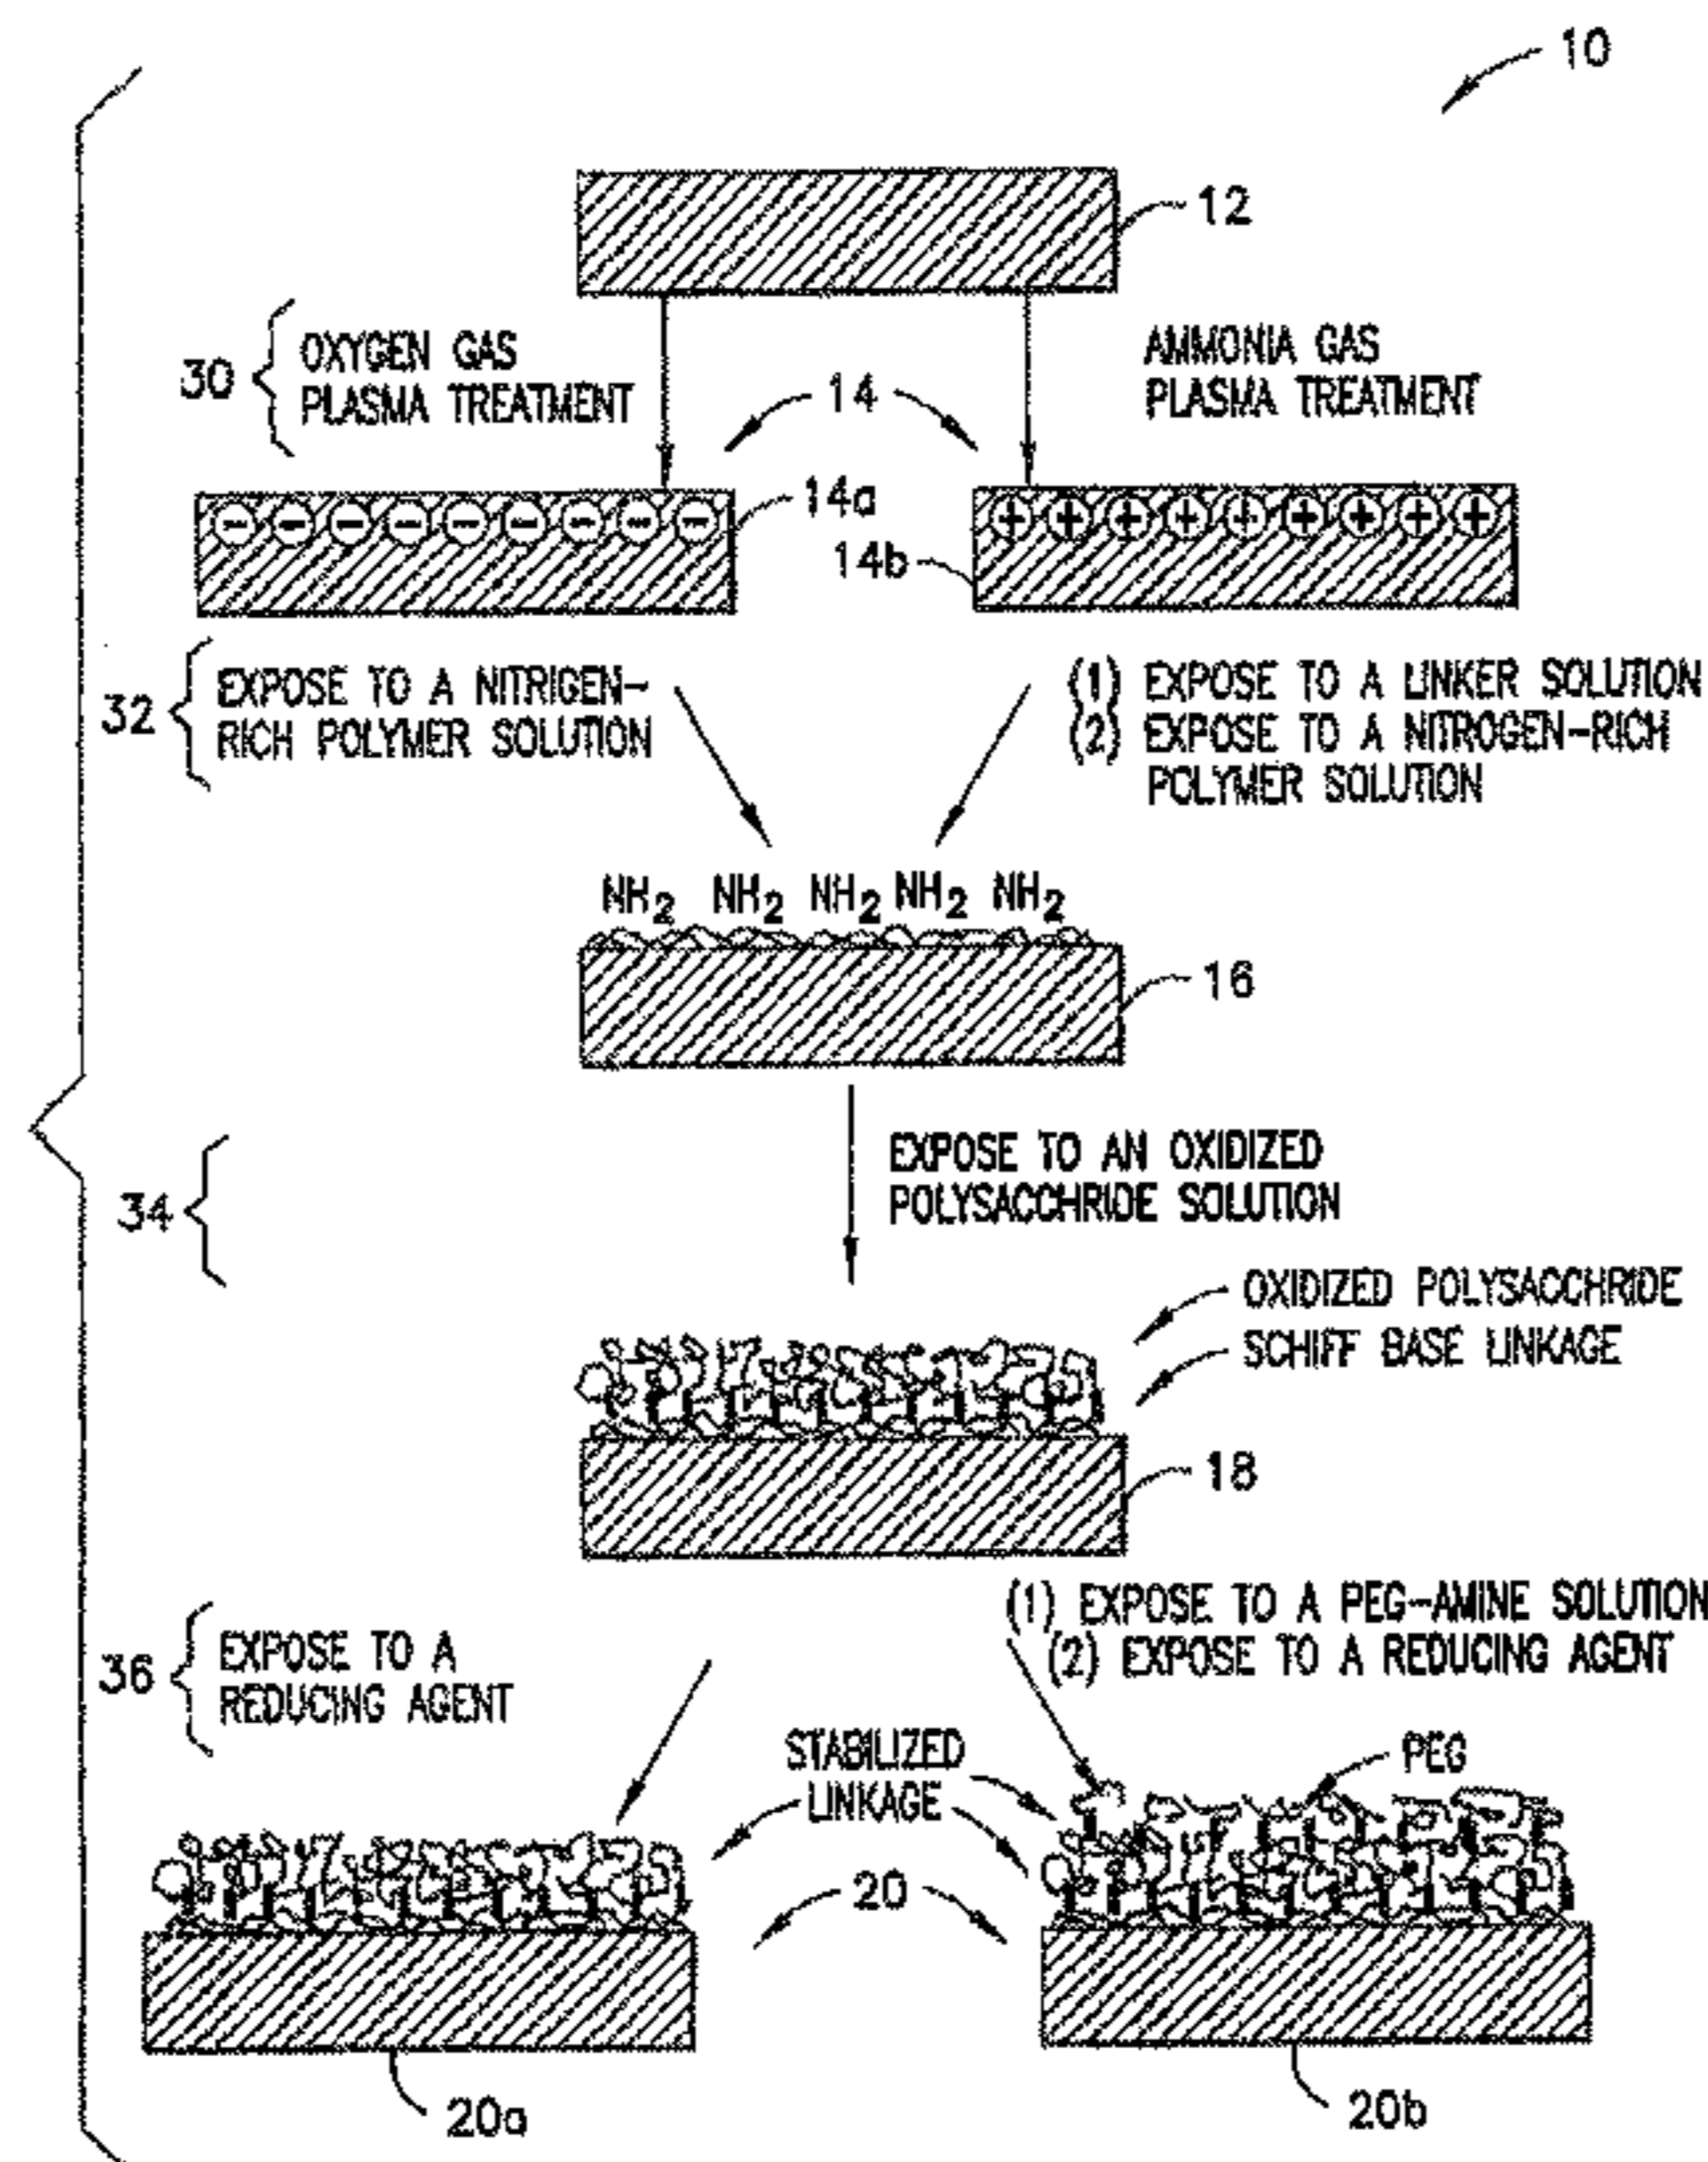 10
12
30
OXYGEN GAS
PLASMA TREATMENT
14
AMMONIA GAS
PLASMA TREATMENT
14a
14b
32
EXPOSE TO A NITRIGEN-
RICH POLYMER SOLUTION
(1) EXPOSE TO A LINKER SOLUTION
(2) EXPOSE TO A NITROGEN-RICH
POLYMER SOLUTION
NH2 NH2 NH2 NH2 NH2
16
34
EXPOSE TO AN OXIDIZED
POLYSACCHRIDE SOLUTION
OXIDIZED POLYSACCHRIDE
SCHIFF BASE LINKAGE
18
36
EXPOSE TO A
REDUCING AGENT
(1) EXPOSE TO A PEG-AMINE SOLUTION
(2) EXPOSE TO A REDUCING AGENT
STABILIZED
LINKAGE
PEG
20
20a
20b